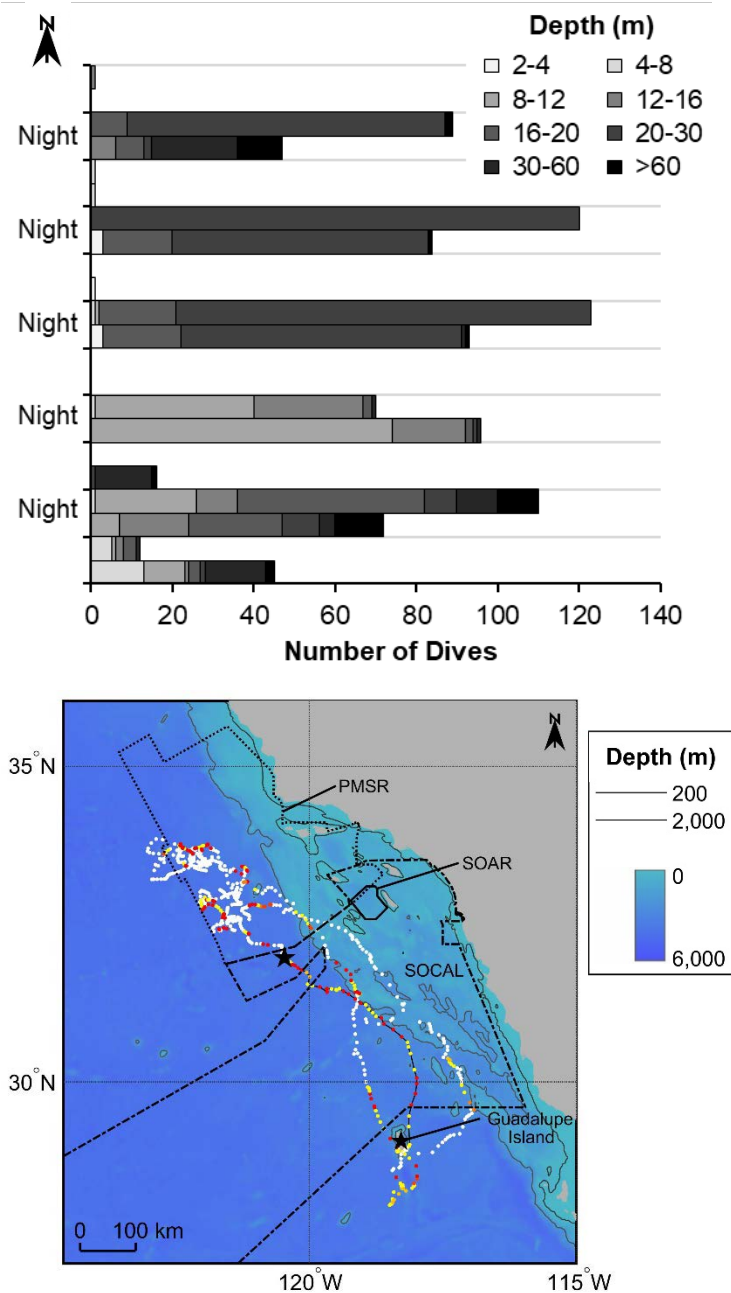 N
Depth (m)
2-4 4-8
8-12 12-16
16-20 20-30
30-60 >60
Night
Night
Night
Night
Night
0 20 40 60 80 100 120 140
Number of Dives
N
35°N
PMSR
SOAR
SOCAL
30°N
Guadalupe
Island
0 100 km
120°W 115°W
Depth (m)
200
2,000
0
6,000